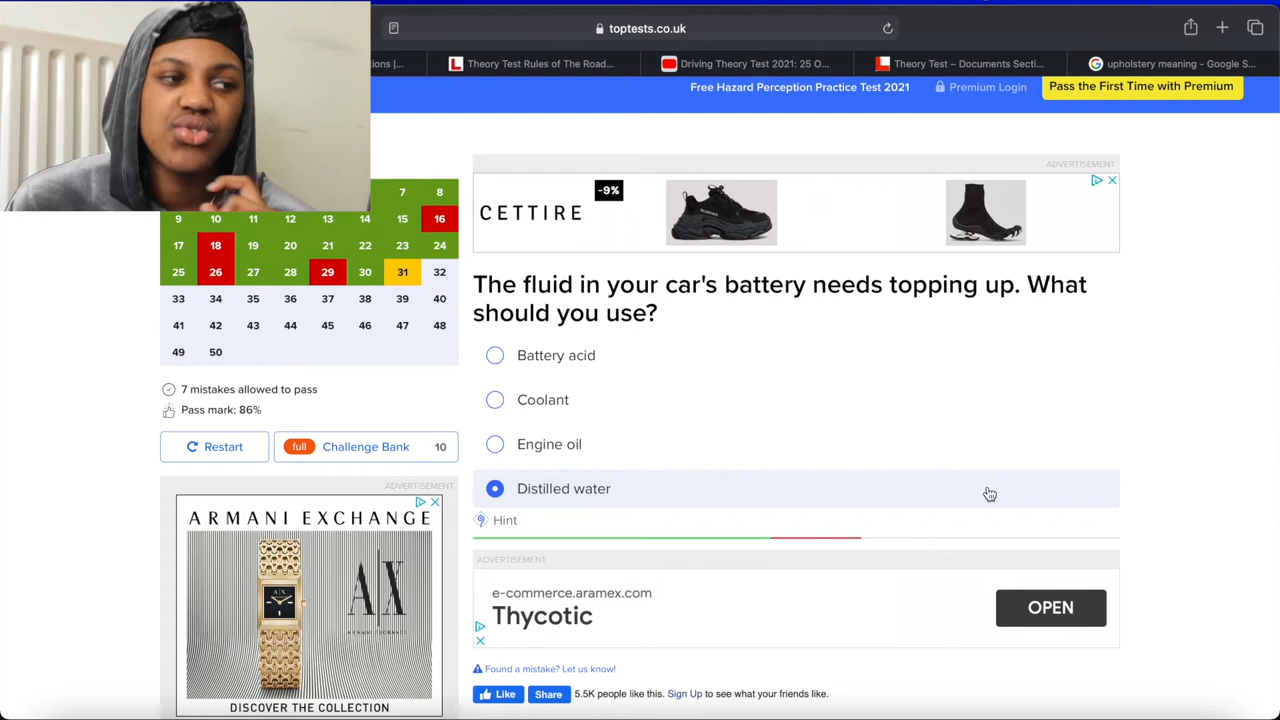 toptests.co.uk
tions |...
Theory Test Rules of The Road...
Driving Theory Test 2021: 25 O...
Theory Test – Documents Secti...
upholstery meaning - Google S...
Free Hazard Perception Practice Test 2021
Premium Login
Pass the First Time with Premium
ADVERTISEMENT
CETTIRE
-9%
7 8
9 10 11 12 13 14 15 16
17 18 19 20 21 22 23 24
25 26 27 28 29 30 31 32
33 34 35 36 37 38 39 40
41 42 43 44 45 46 47 48
49 50
7 mistakes allowed to pass
Pass mark: 86%
Restart
full Challenge Bank 10
ADVERTISEMENT
ARMANI EXCHANGE
A|X
ARMANI EXCHANGE
DISCOVER THE COLLECTION
The fluid in your car's battery needs topping up. What
should you use?
Battery acid
Coolant
Engine oil
Distilled water
Hint
ADVERTISEMENT
e-commerce.aramex.com
Thycotic
OPEN
Found a mistake? Let us know!
Like
Share
5.5K people like this. Sign Up to see what your friends like.